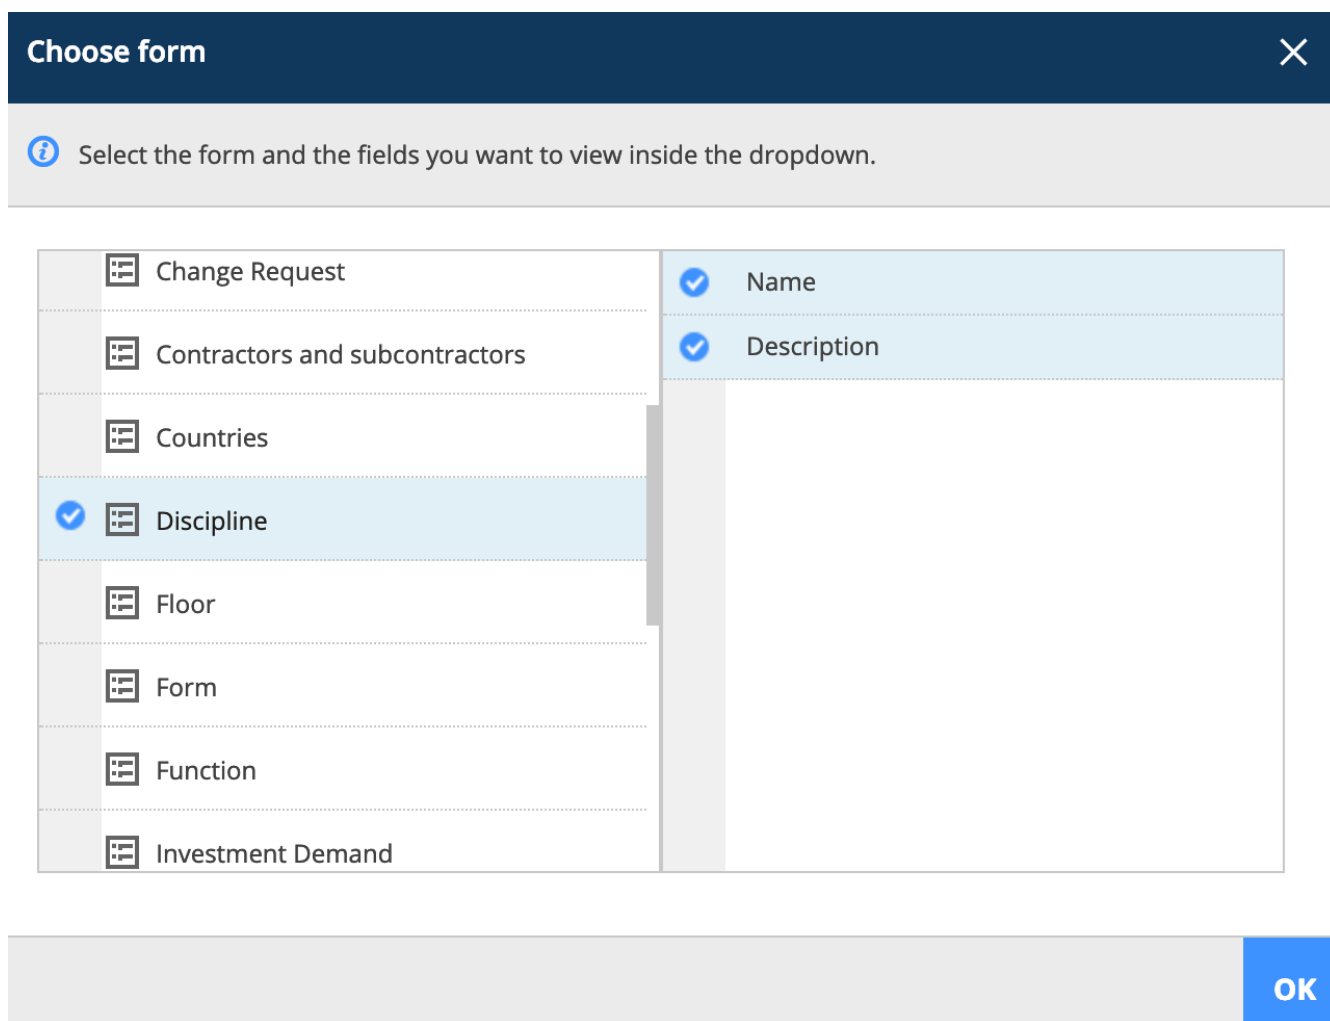 Choose form
Select the form and the fields you want to view inside the dropdown.
Change Request
Contractors and subcontractors
Countries
Discipline
Floor
Form
Function
Investment Demand
Name
Description
OK